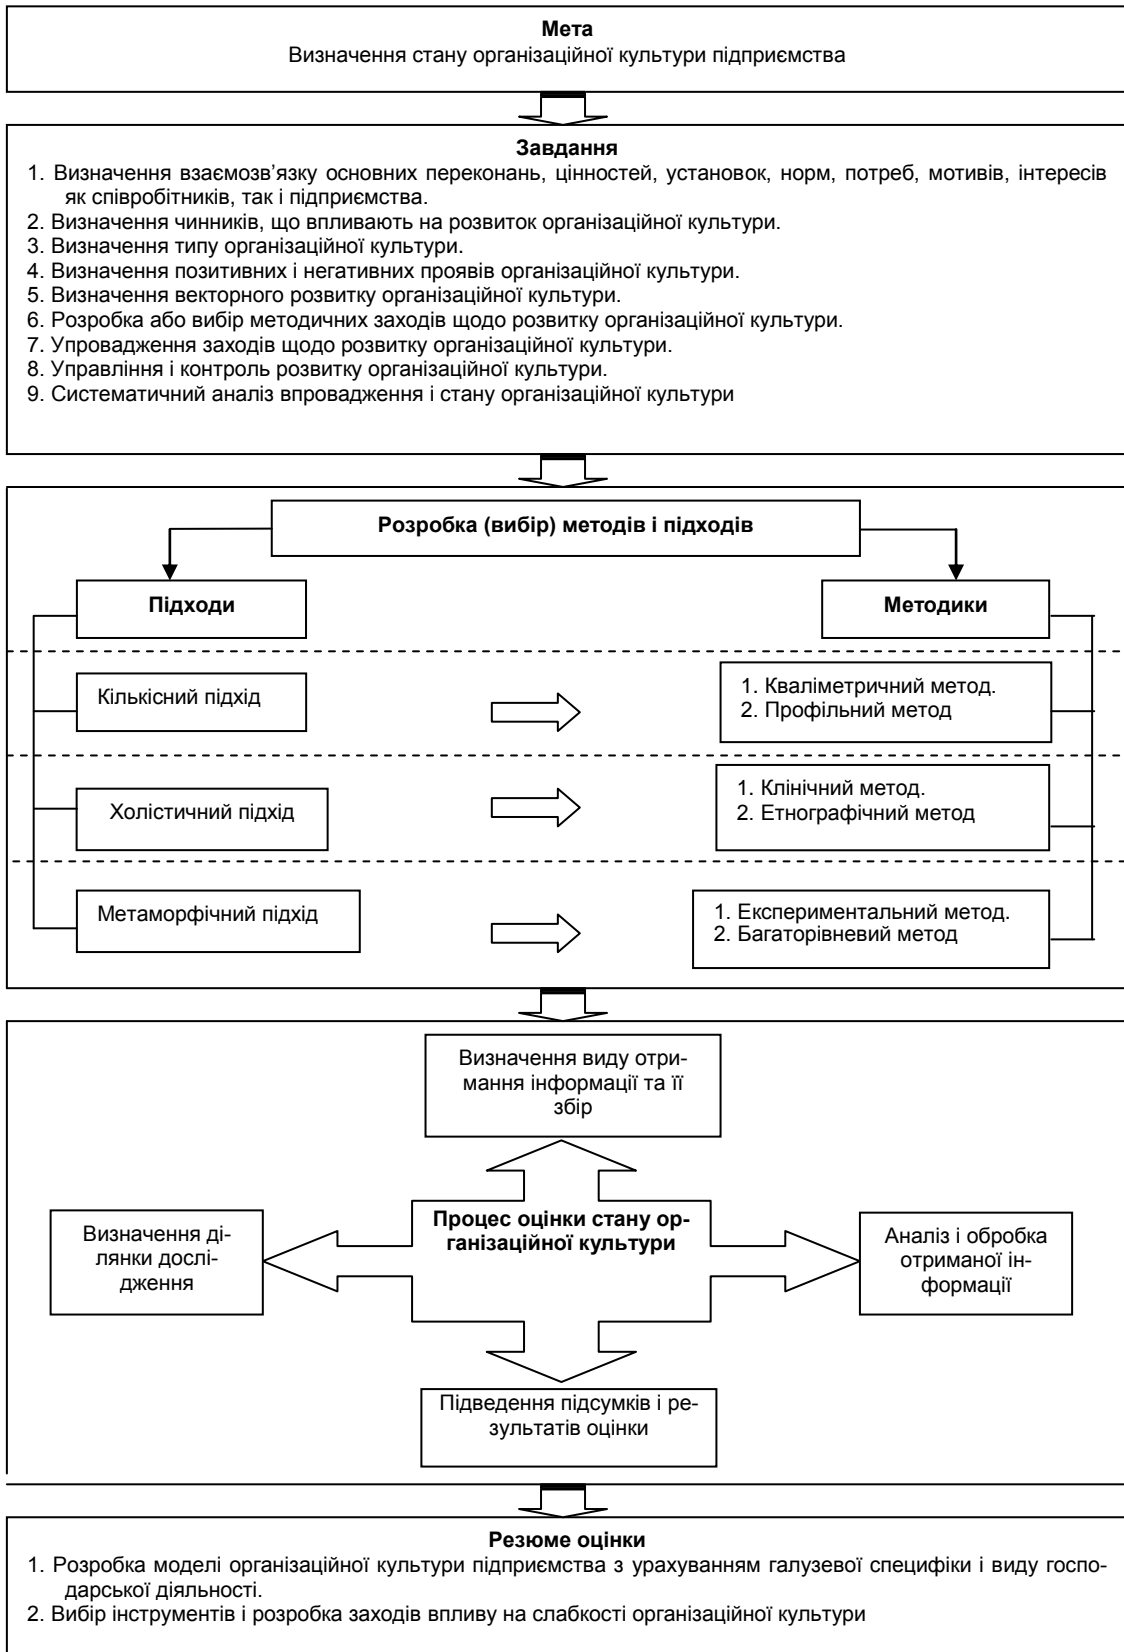 Мета
Визначення стану організаційної культури підприємства
Завдання
1. Визначення взаємозв’язку основних переконань, цінностей, установок, норм, потреб, мотивів, інтересів
як співробітників, так і підприємства.
2. Визначення чинників, що впливають на розвиток організаційної культури.
3. Визначення типу організаційної культури.
4. Визначення позитивних і негативних проявів організаційної культури.
5. Визначення векторного розвитку організаційної культури.
6. Розробка або вибір методичних заходів щодо розвитку організаційної культури.
7. Упровадження заходів щодо розвитку організаційної культури.
8. Управління і контроль розвитку організаційної культури.
9. Систематичний аналіз впровадження і стану організаційної культури
Розробка (вибір) методів і підходів
Підходи
Методики
Кількісний підхід
1. Кваліметричний метод.
2. Профільний метод
Холістичний підхід
1. Клінічний метод.
2. Етнографічний метод
Метаморфічний підхід
1. Експериментальний метод.
2. Багаторівневий метод
Визначення виду отри-
мання інформації та її
збір
Визначення ді-
лянки дослі-
дження
Процес оцінки стану ор-
ганізаційної культури
Аналіз і обробка
отриманої ін-
формації
Підведення підсумків і ре-
зультатів оцінки
Резюме оцінки
1. Розробка моделі організаційної культури підприємства з урахуванням галузевої специфіки і виду госпо-
дарської діяльності.
2. Вибір інструментів і розробка заходів впливу на слабкості організаційної культури